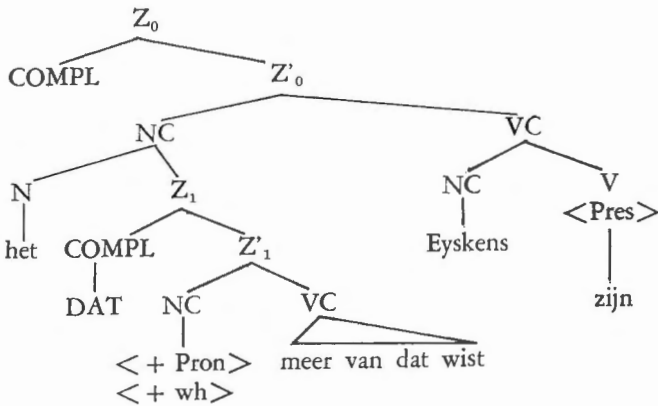 Z₀
COMPL Z'₀
NC VC
N Z₁ NC V
<Pres>
het COMPL Z'₁ Eyskens
DAT NC VC zijn
<+ Pron> meer van dat wist
<+ wh>